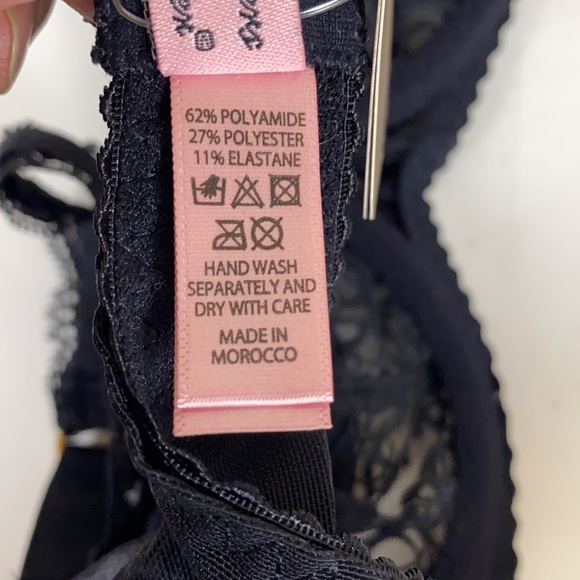 62% POLYAMIDE
27% POLYESTER
11% ELASTANE
HAND WASH
SEPARATELY AND
DRY WITH CARE
MADE IN
MOROCCO